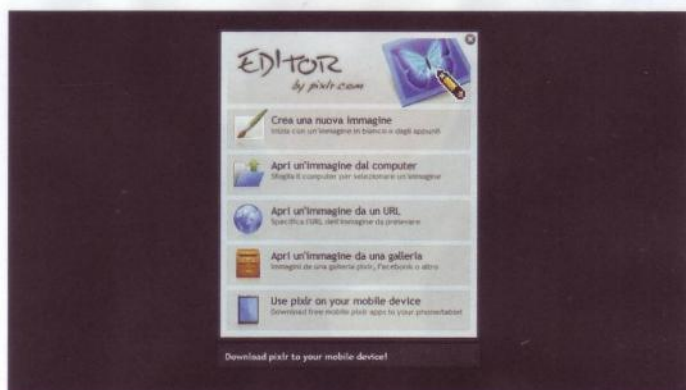 EDITOR
by pixlr.com
Crea una nuova immagine
Inizia con un'immagine in bianco o dagli appunti
Apri un'immagine dal computer
Sfoglia il computer per selezionare un'immagine
Apri un'immagine da un URL
Specifica l'URL dell'immagine da prelevare
Apri un'immagine da una galleria
Immagini da una galleria pixlr, Facebook o altro
Use pixlr on your mobile device
Download free mobile pixlr apps to your phone/tablet
Download pixlr to your mobile device!